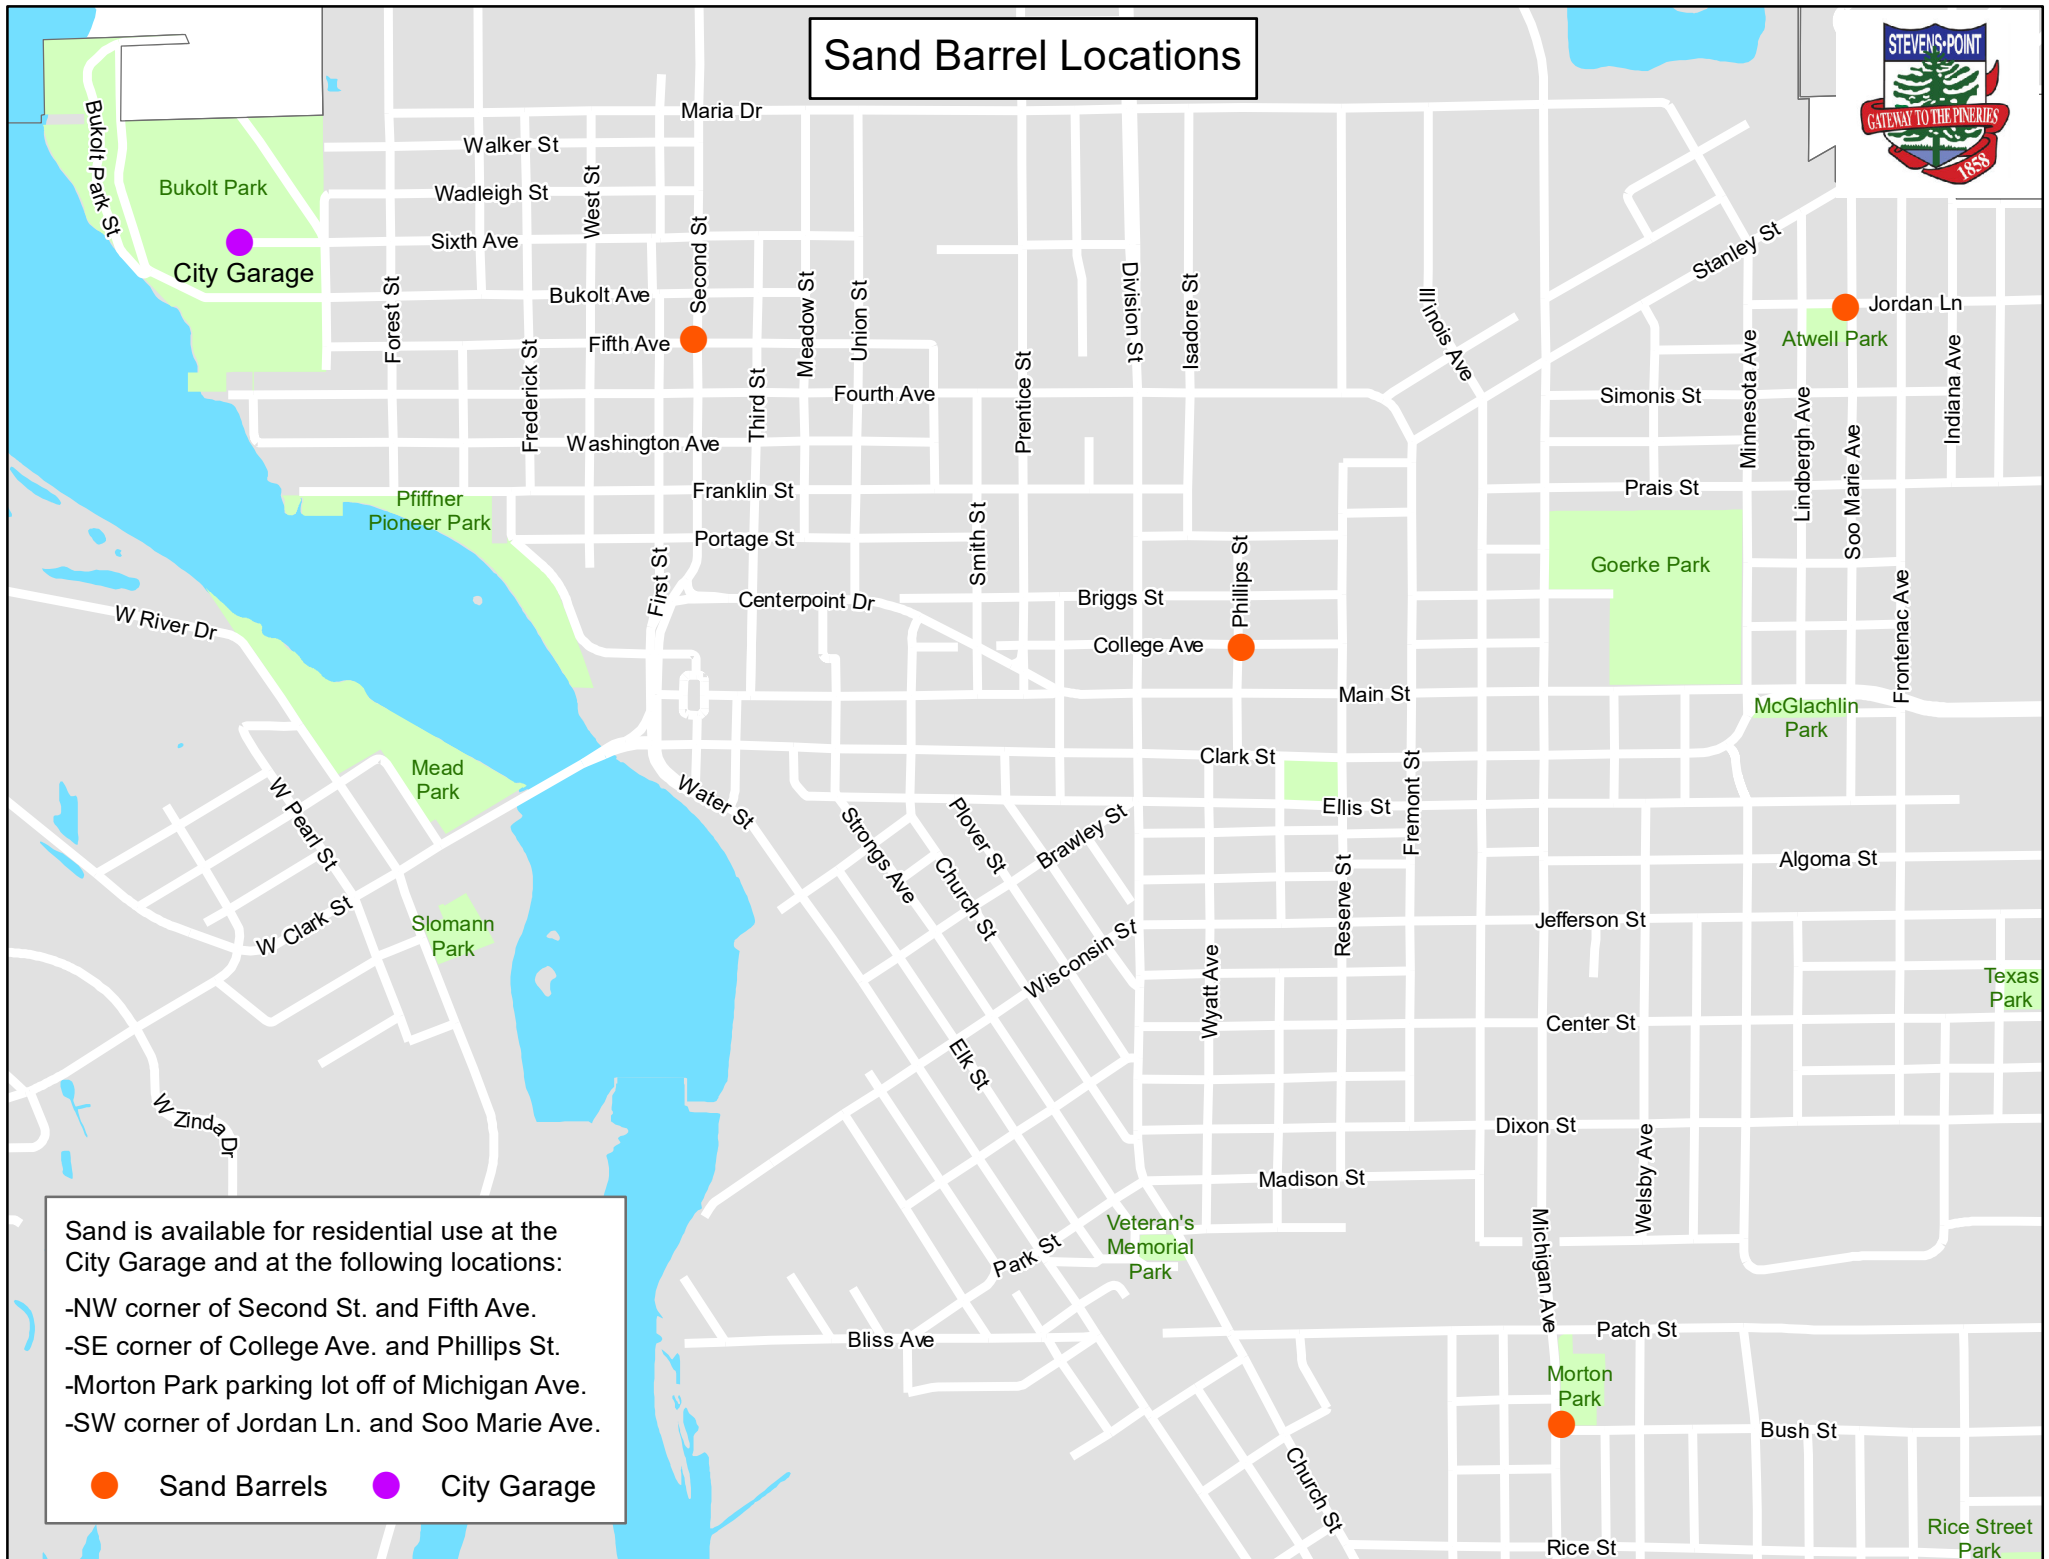 Sand Barrel Locations
STEVENS•POINT
GATEWAY TO THE PINERIES
1858
Maria Dr
Walker St
Wadleigh St
Sixth Ave
Bukolt Park St
Bukolt Park
City Garage
West St
Second St
Bukolt Ave
Forest St
Fifth Ave
Frederick St
Third St
Meadow St
Union St
Fourth Ave
Washington Ave
Prentice St
Division St
Isadore St
Illinois Ave
Stanley St
Jordan Ln
Atwell Park
Minnesota Ave
Lindbergh Ave
Soo Marie Ave
Indiana Ave
Simonis St
Prais St
Franklin St
Pfiffner
Pioneer Park
Portage St
Smith St
First St
Phillips St
Goerke Park
Centerpoint Dr
Briggs St
College Ave
Frontenac Ave
W River Dr
Main St
McGlachlin
Park
Clark St
Mead
Park
Water St
Ellis St
Fremont St
W Pearl St
Strongs Ave
Plover St
Brawley St
Church St
Algoma St
Reserve St
W Clark St
Slomann
Park
Jefferson St
Wisconsin St
Wyatt Ave
Texas
Park
Center St
Elk St
W Zinda Dr
Dixon St
Welsby Ave
Madison St
Michigan Ave
Veteran's
Memorial
Park
Park St
Bliss Ave
Patch St
Morton
Park
Bush St
Church St
Rice St
Rice Street
Park
Sand is available for residential use at the
City Garage and at the following locations:
-NW corner of Second St. and Fifth Ave.
-SE corner of College Ave. and Phillips St.
-Morton Park parking lot off of Michigan Ave.
-SW corner of Jordan Ln. and Soo Marie Ave.
Sand Barrels
City Garage